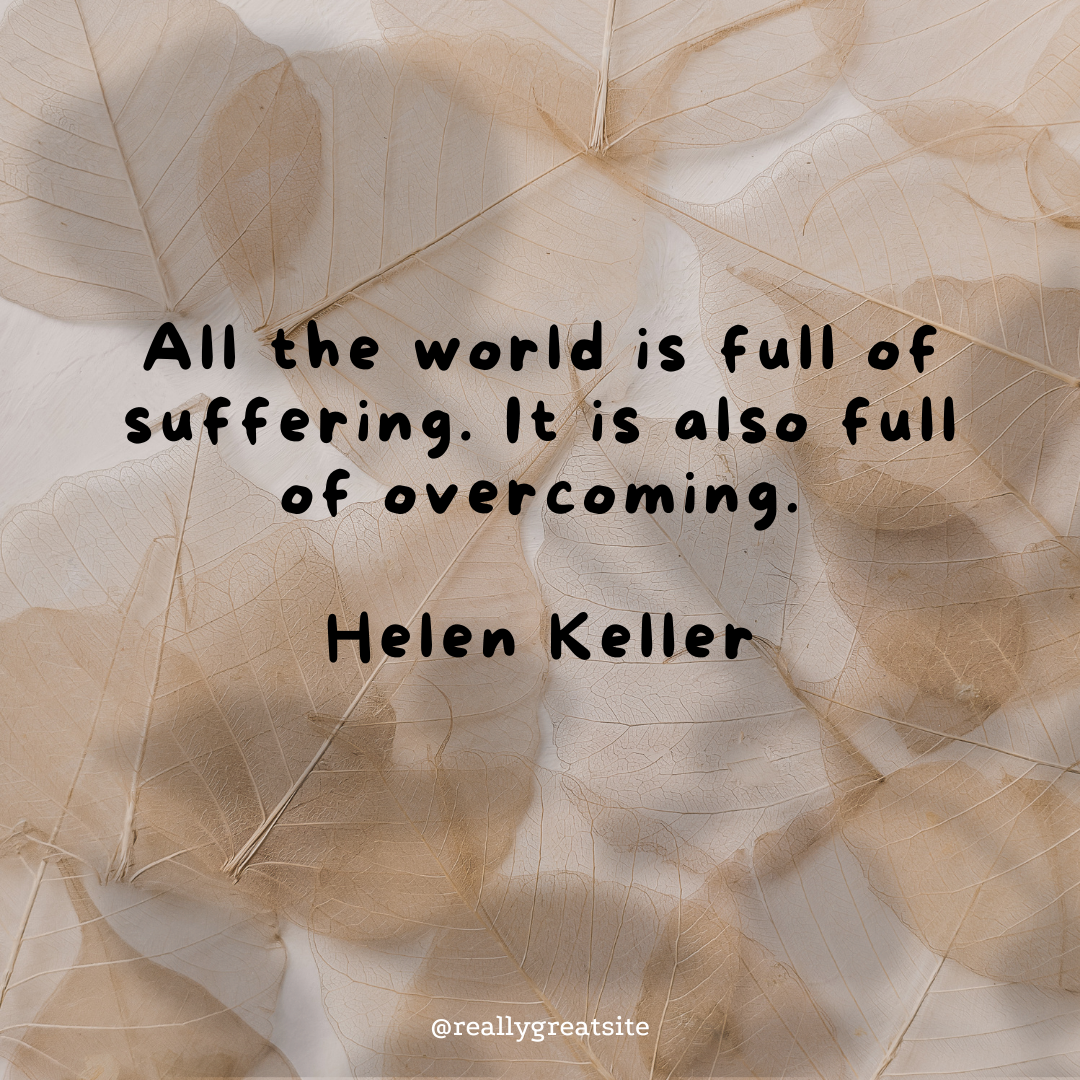 All the world is full of
suffering. It is also full
of overcoming.
Helen Keller
@reallygreatsite